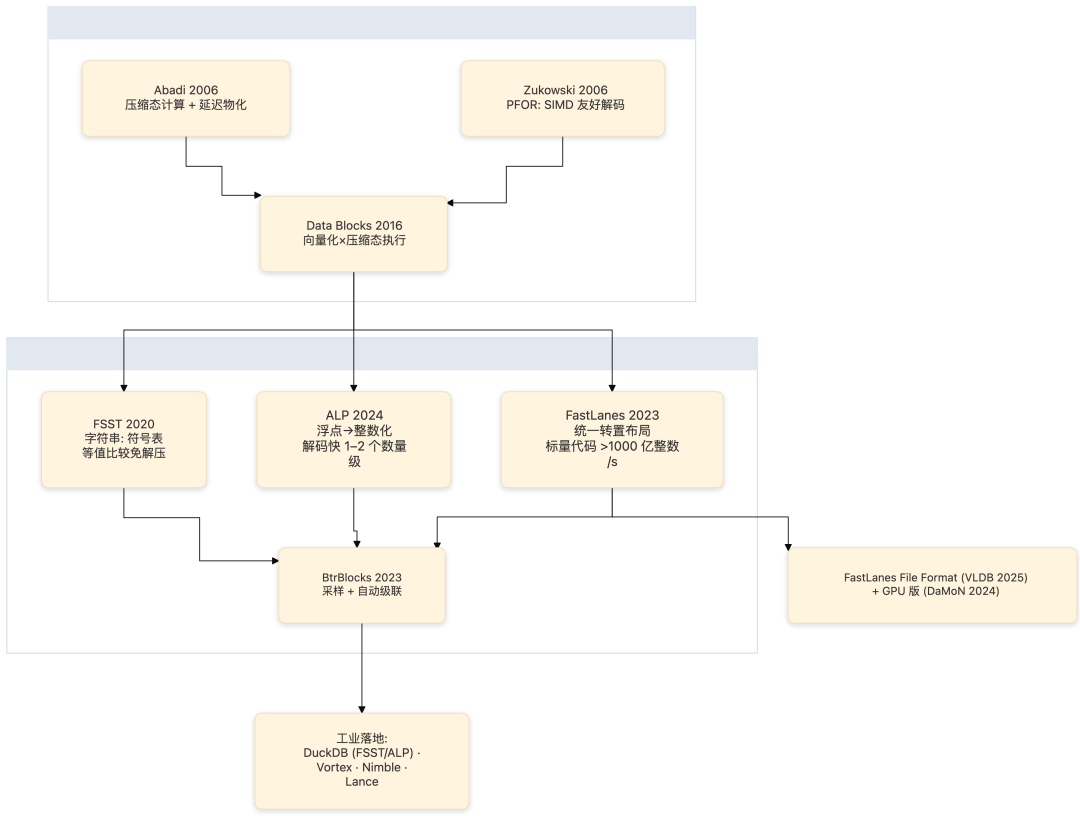 Abadi 2006
压缩态计算 + 延迟物化
Zukowski 2006
PFOR: SIMD 友好解码
Data Blocks 2016
向量化×压缩态执行
FSST 2020
字符串: 符号表
等值比较免解压
ALP 2024
浮点→整数化
解码快 1–2 个数量
级
FastLanes 2023
统一转置布局
标量代码 >1000 亿整数
/s
BtrBlocks 2023
采样 + 自动级联
FastLanes File Format (VLDB 2025)
+ GPU 版 (DaMoN 2024)
工业落地:
DuckDB (FSST/ALP) ·
Vortex · Nimble ·
Lance